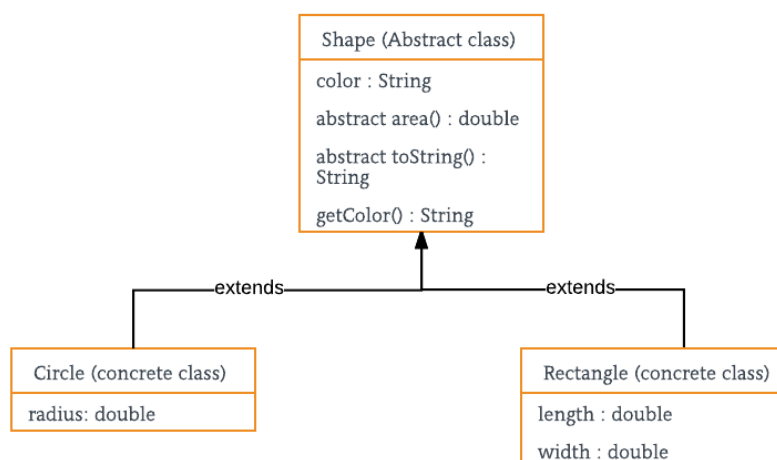 Shape (Abstract class)
color : String
abstract area() : double
abstract toString() :
String
getColor() : String
extends
extends
Circle (concrete class)
radius: double
Rectangle (concrete class)
length : double
width : double